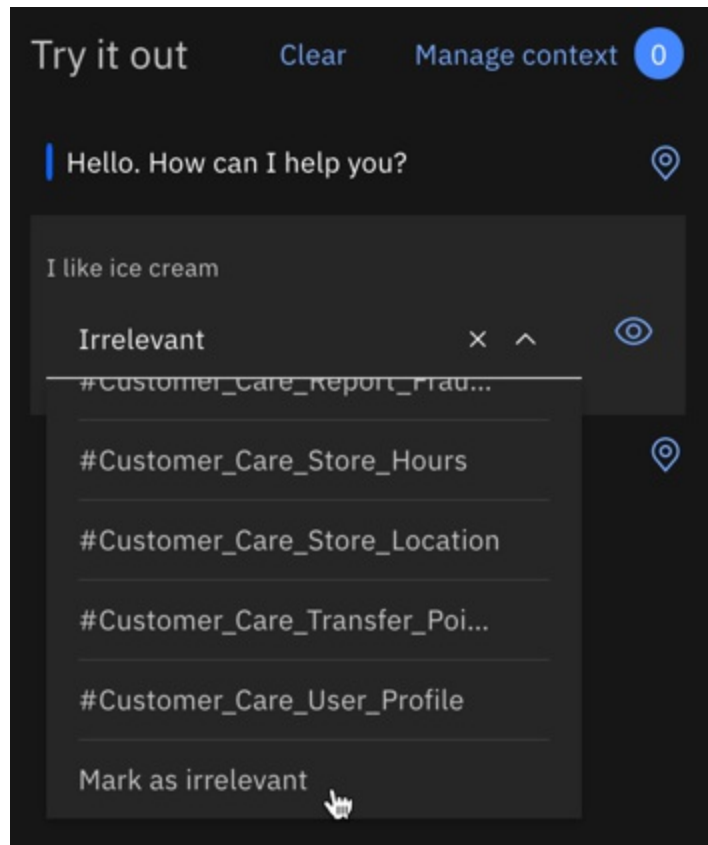 Try it out Clear Manage context 0
Hello. How can I help you?
I like ice cream
Irrelevant
#Customer_Care_Report_Frau...
#Customer_Care_Store_Hours
#Customer_Care_Store_Location
#Customer_Care_Transfer_Poi...
#Customer_Care_User_Profile
Mark as irrelevant